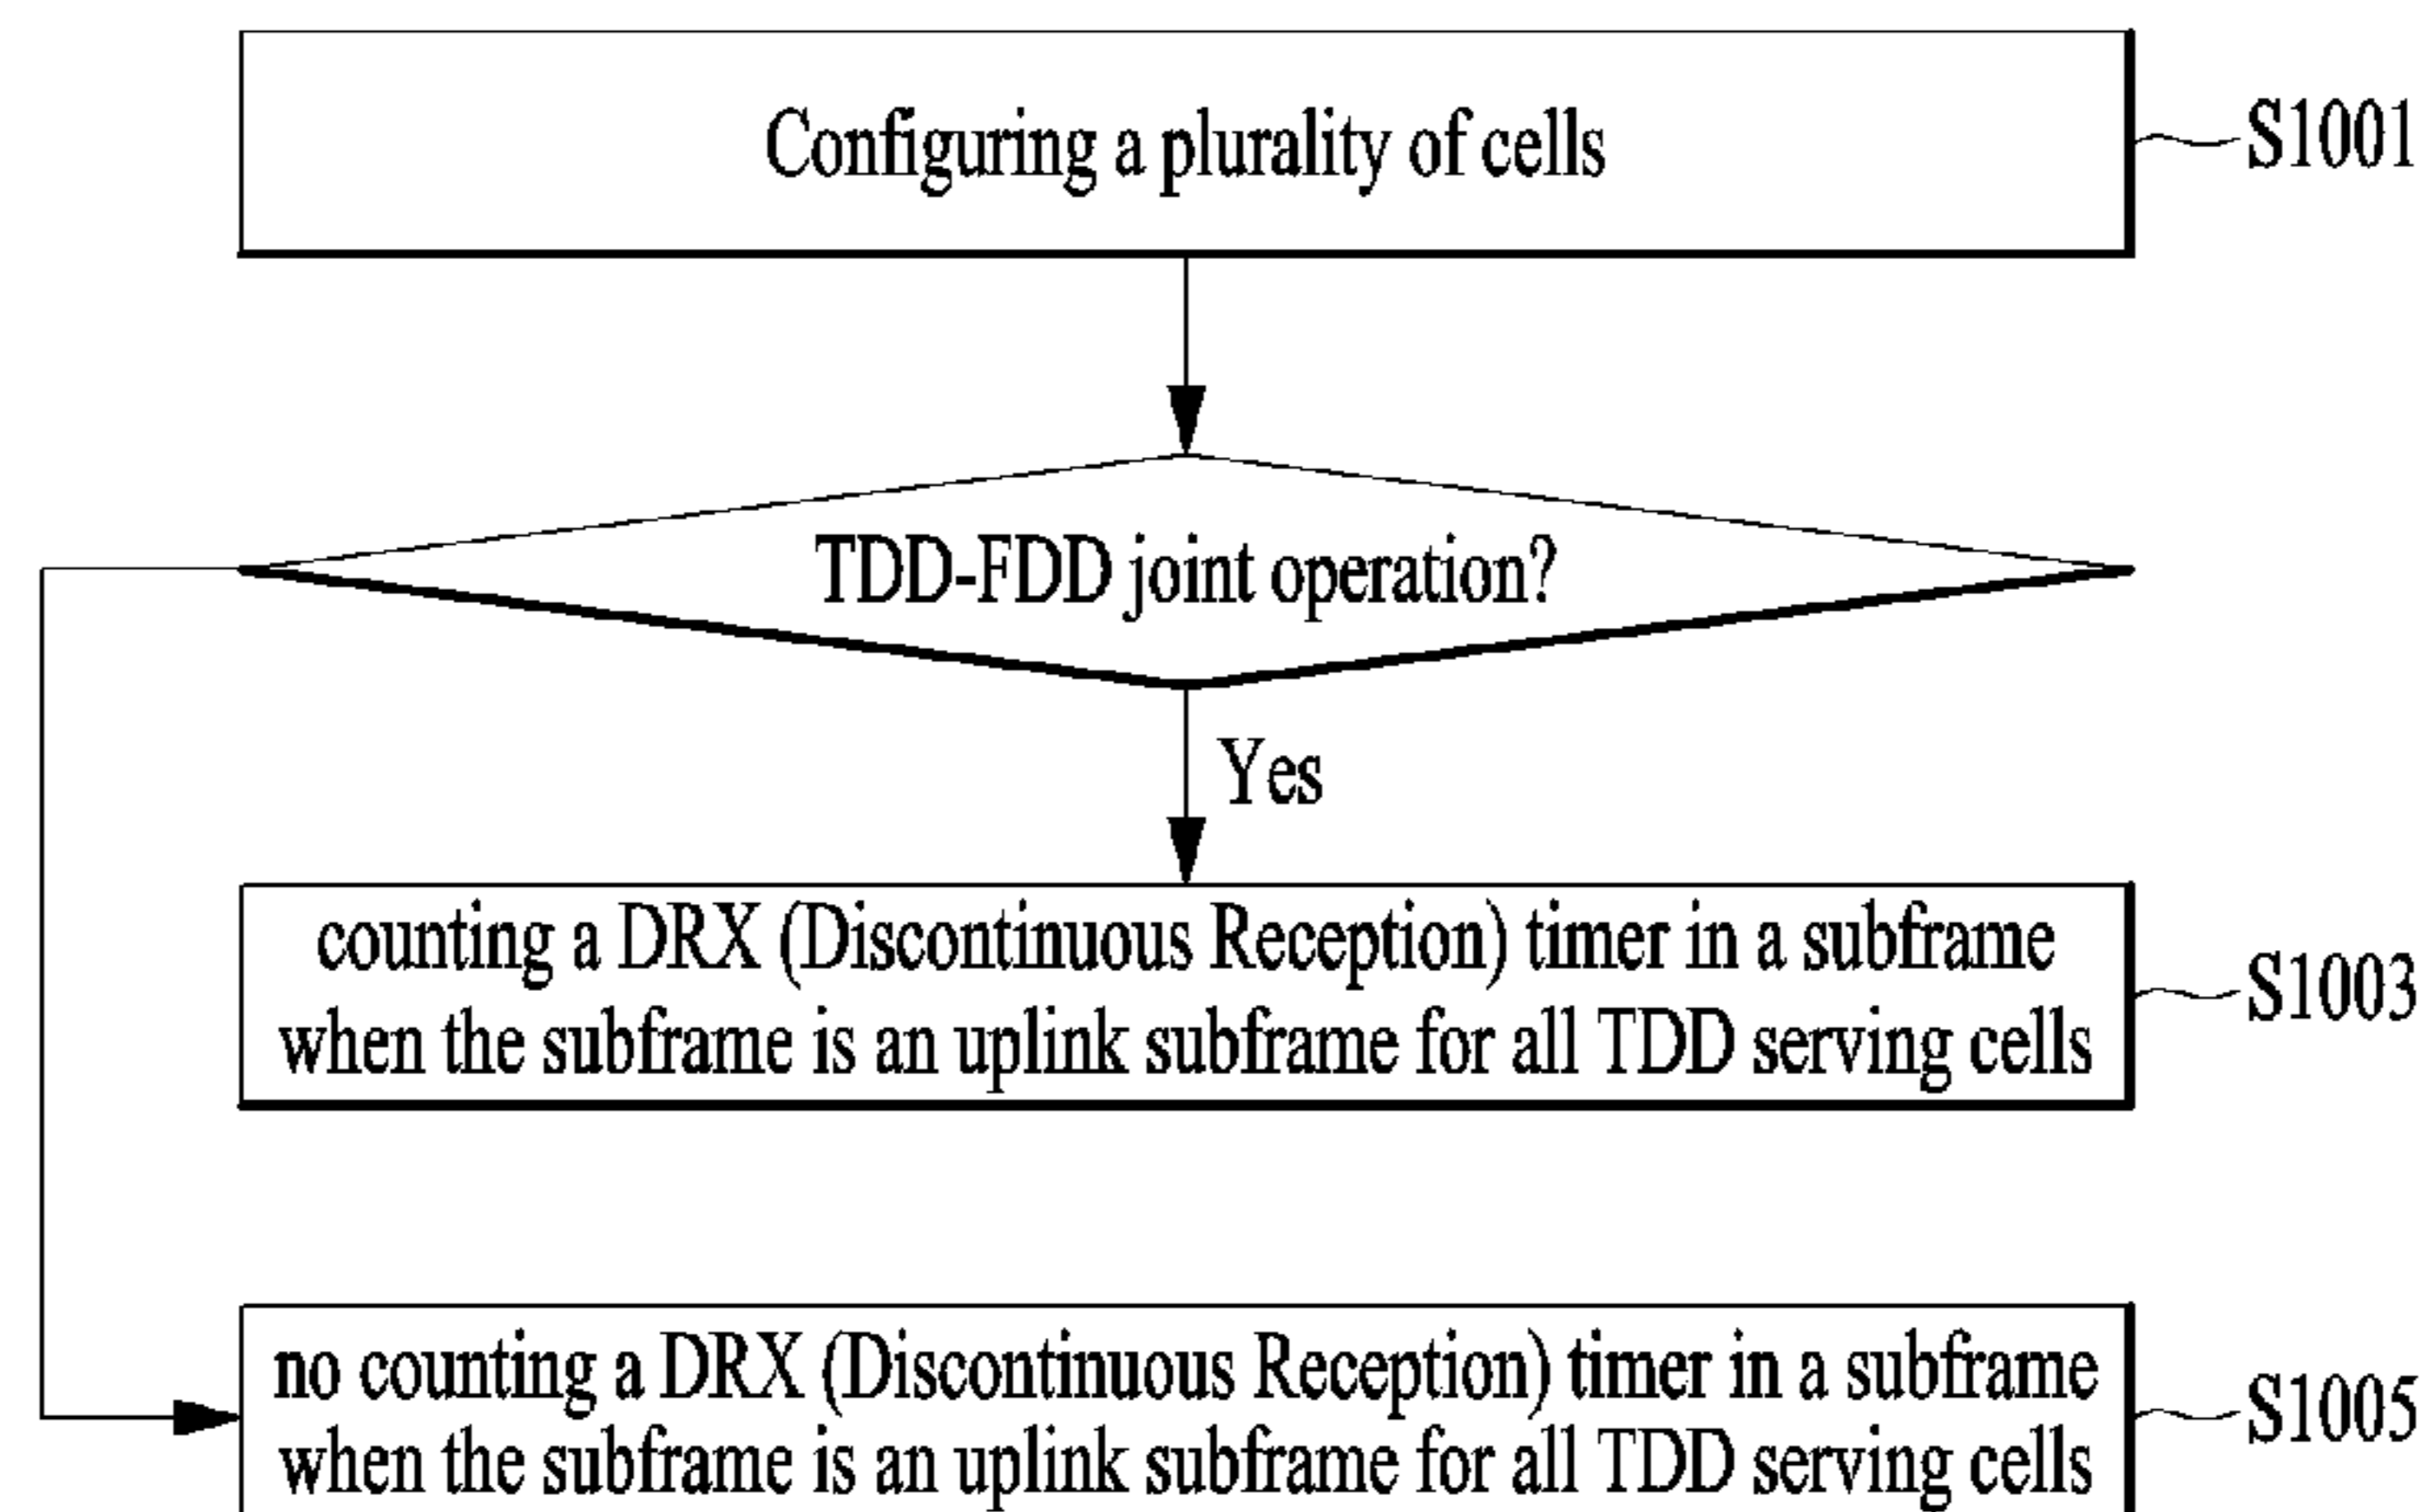 Configuring a plurality of cells
S1001
TDD-FDD joint operation?
Yes
counting a DRX (Discontinuous Reception) timer in a subframe
when the subframe is an uplink subframe for all TDD serving cells
S1003
no counting a DRX (Discontinuous Reception) timer in a subframe
when the subframe is an uplink subframe for all TDD serving cells
S1005